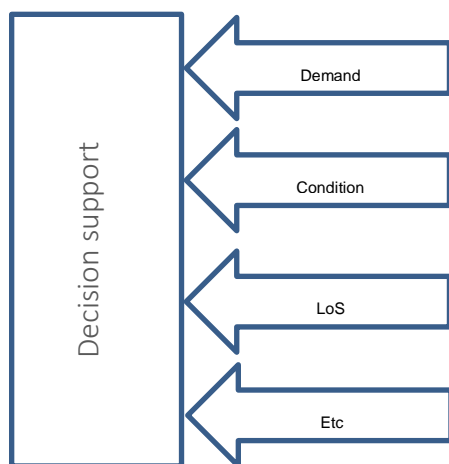 Decision support
Demand
Condition
LoS
Etc